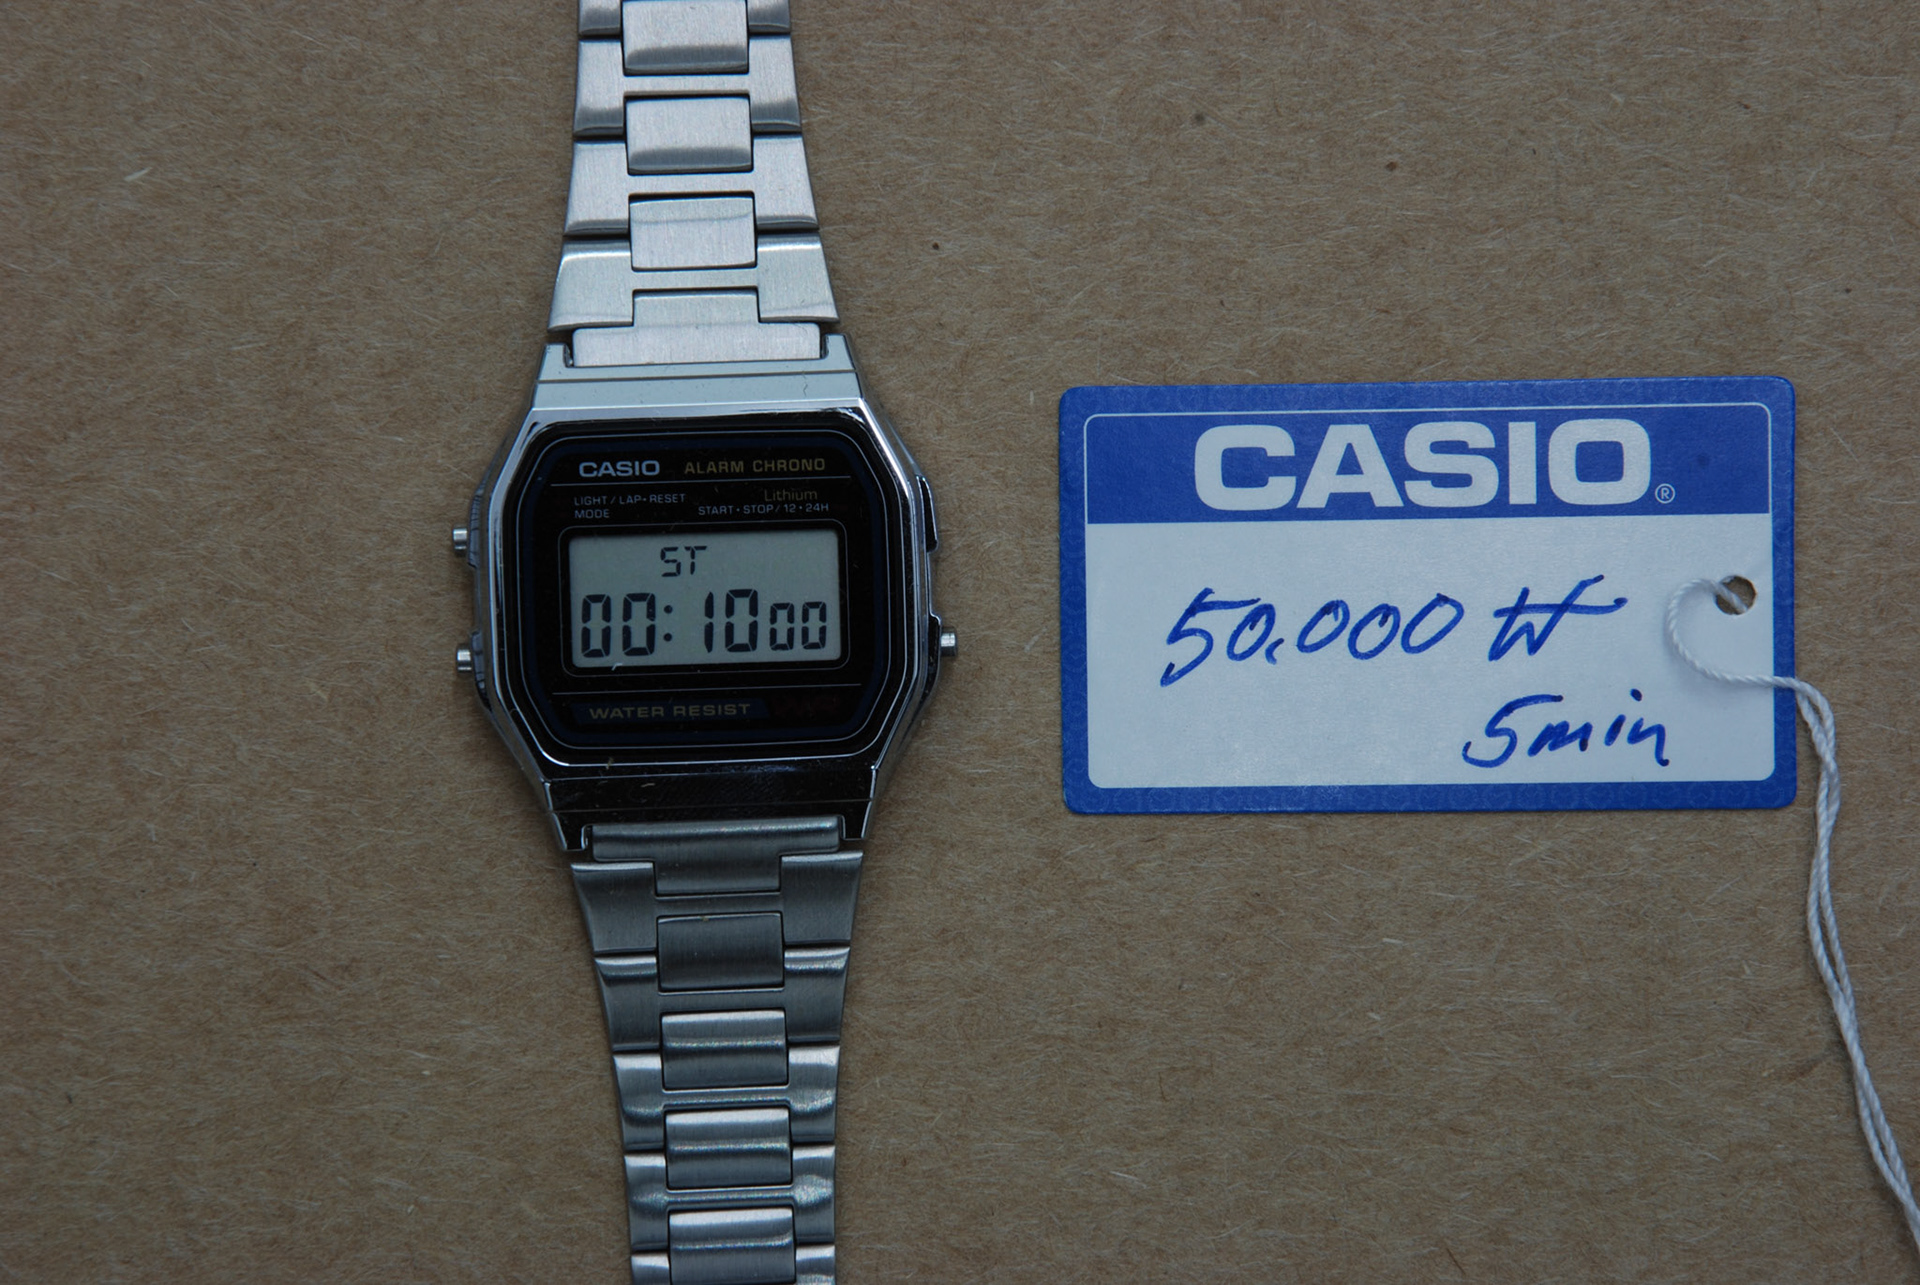 CASIO ALARM CHRONO
LIGHT / LAP • RESET Lithium
MODE START • STOP / 12 • 24H
ST
00:10 00
WATER RESIST
CASIO®
50,000 ₩
5min